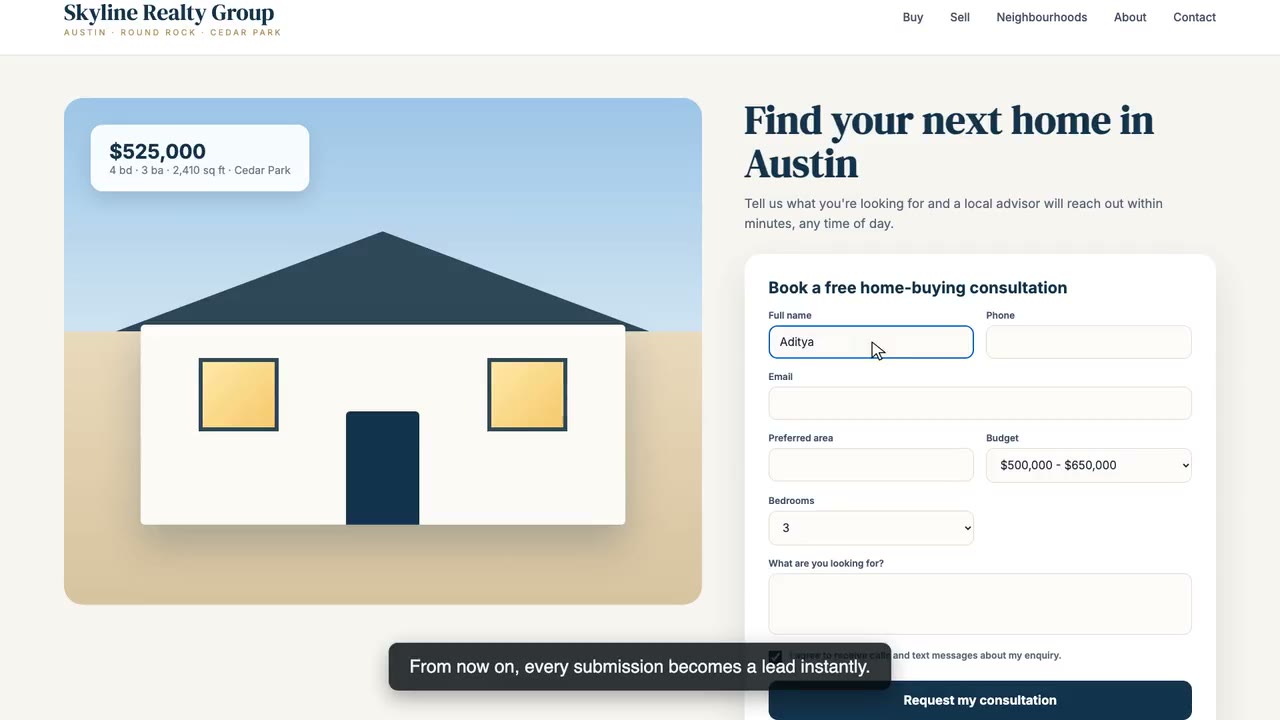 Skyline Realty Group
AUSTIN · ROUND ROCK · CEDAR PARK
Buy
Sell
Neighbourhoods
About
Contact
$525,000
4 bd · 3 ba · 2,410 sq ft · Cedar Park
Find your next home in
Austin
Tell us what you're looking for and a local advisor will reach out within
minutes, any time of day.
Book a free home-buying consultation
Full name
Phone
Aditya
Email
Preferred area
Budget
$500,000 - $650,000
Bedrooms
3
What are you looking for?
I agree to receive calls and text messages about my enquiry.
From now on, every submission becomes a lead instantly.
Request my consultation